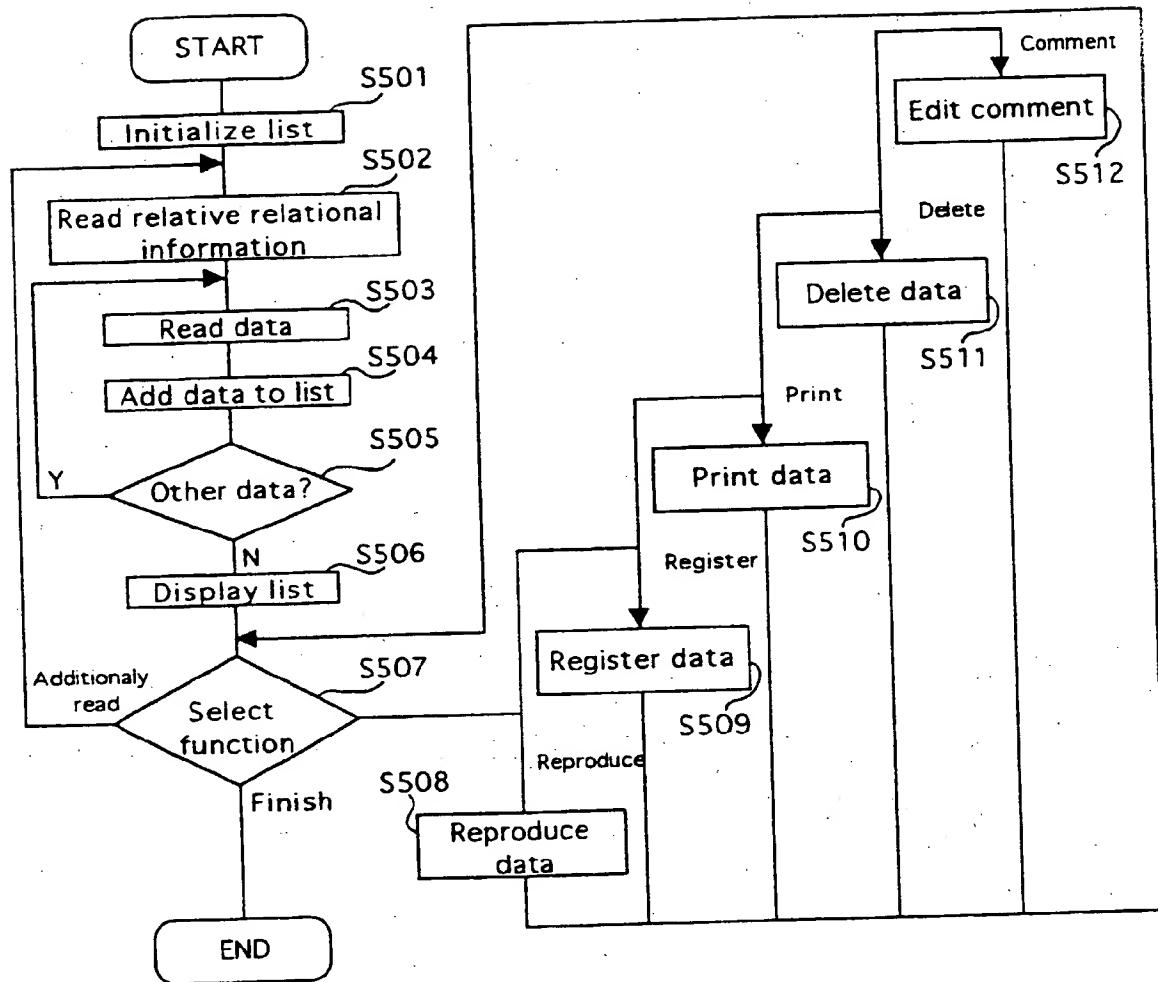 START
S501
Initialize list
S502
Read relative relational
information
S503
Read data
S504
Add data to list
S505
Other data?
Y
N
S506
Display list
Additionaly
read
S507
Select
function
Finish
END
S508
Reproduce
Reproduce
data
Register
Register data
S509
Print
Print data
S510
Delete
Delete data
S511
Comment
Edit comment
S512